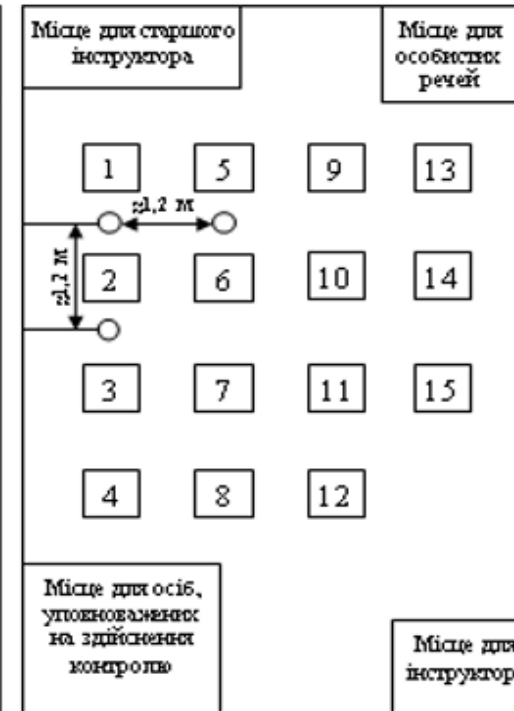 Місце для старшого
інструктора
Місце для
особистих
речей
1 5 9 13
≈1,2 м
≈1,2 м
2 6 10 14
3 7 11 15
4 8 12
Місце для осіб,
уповноважених
на здійснення
контролю
Місце для
інструктор